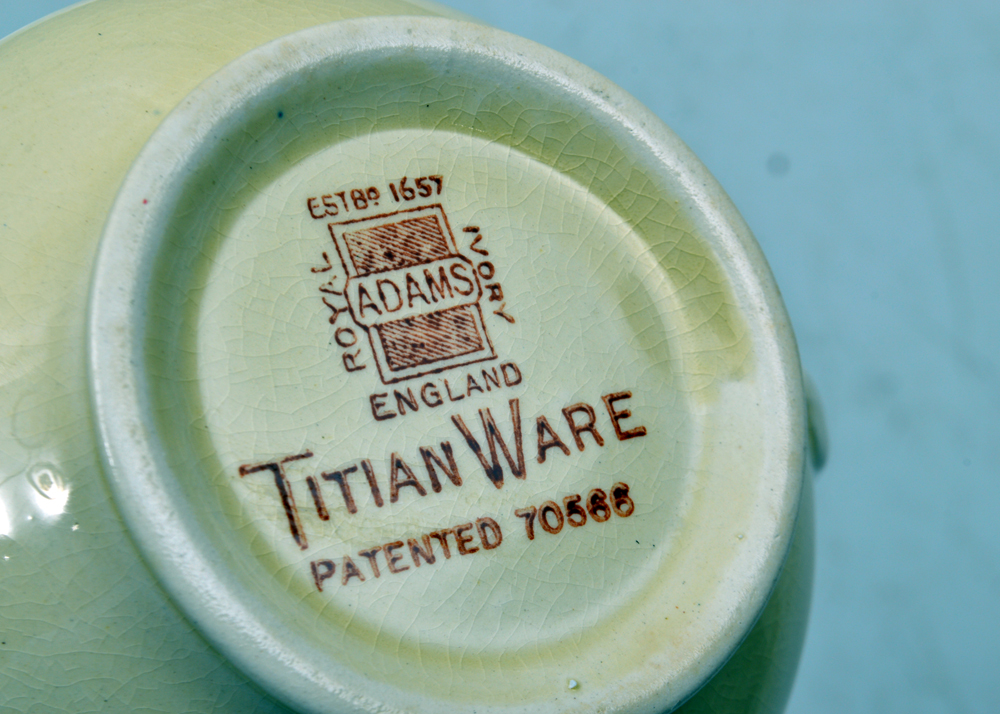 ESTBD 1657
ROYAL
ADAMS
IVORY
ENGLAND
TITIAN WARE
PATENTED 70566